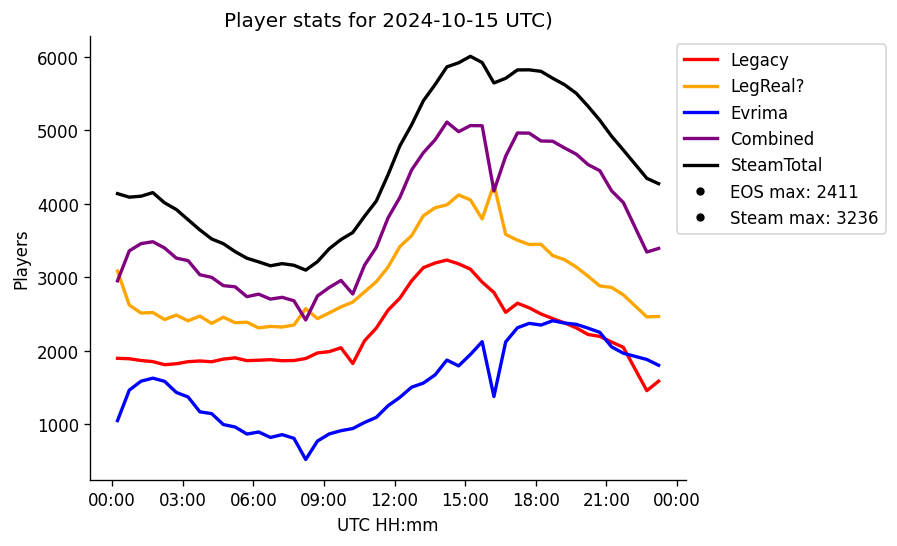 Player stats for 2024-10-15 UTC)
Players
6000
5000
4000
3000
2000
1000
00:00 03:00 06:00 09:00 12:00 15:00 18:00 21:00 00:00
UTC HH:mm
Legacy
LegReal?
Evrima
Combined
SteamTotal
EOS max: 2411
Steam max: 3236